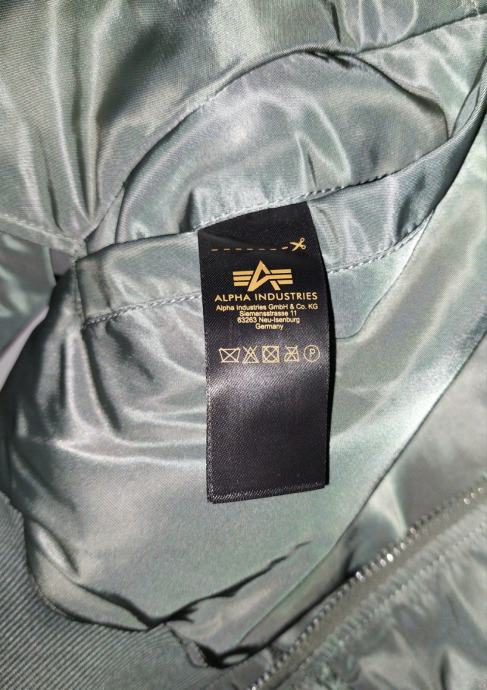 ALPHA INDUSTRIES
Alpha Industries GmbH & Co. KG
Siemensstrasse 11
63263 Neu-Isenburg
Germany
P